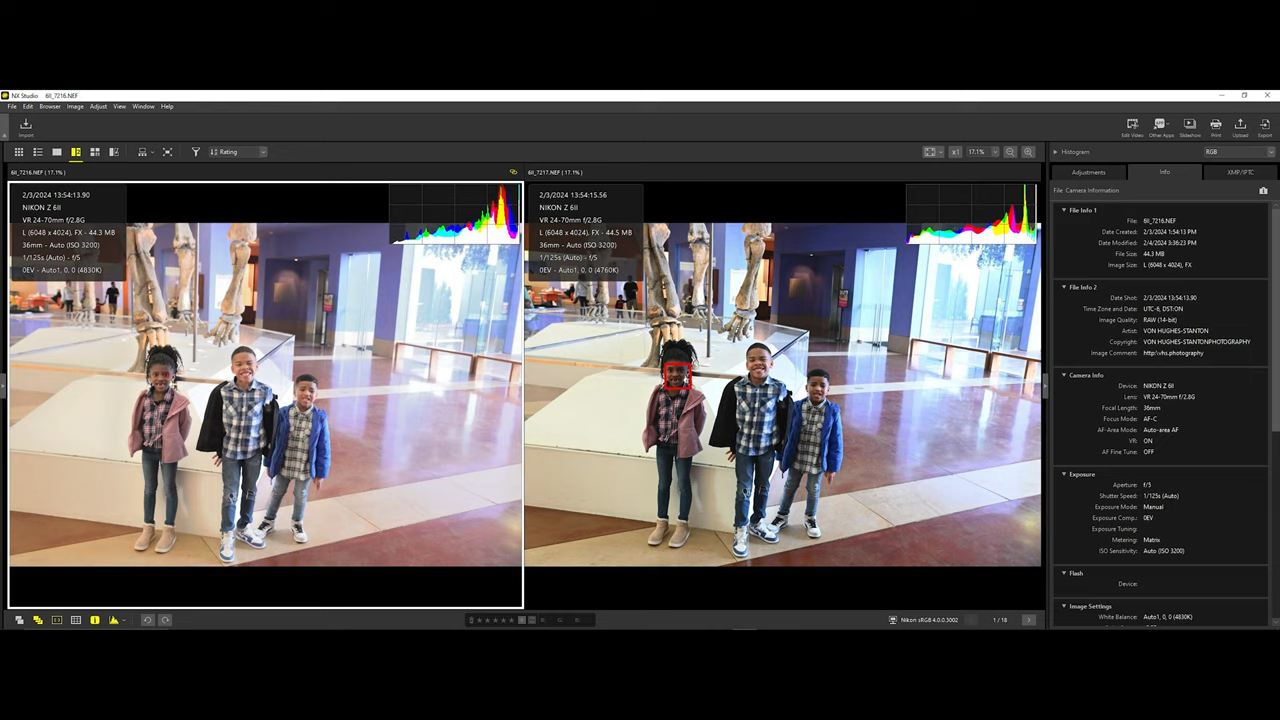 NX Studio 6II_7216.NEF
File Edit Browser Image Adjust View Window Help
Import
Edit Video Other Apps Slideshow Print Upload Export
Rating
x1 17.1%
Histogram RGB
6II_7216.NEF ( 17.1% )
6II_7217.NEF ( 17.1% )
Adjustments Info XMP/IPTC
2/3/2024 13:54:13.90
NIKON Z 6II
VR 24-70mm f/2.8G
L (6048 x 4024), FX - 44.5 MB
36mm - Auto (ISO 3200)
1/125s (Auto) - f/5
0EV - Auto1, 0, 0 (4830K)
2/3/2024 13:54:15.56
NIKON Z 6II
VR 24-70mm f/2.8G
L (6048 x 4024), FX - 44.5 MB
36mm - Auto (ISO 3200)
1/125s (Auto) - f/5
0EV - Auto1, 0, 0 (4760K)
File Camera Information
File Info 1
File: 6II_7216.NEF
Date Created: 2/3/2024 1:54:13 PM
Date Modified: 2/4/2024 3:36:23 PM
File Size: 44.3 MB
Image Size: L (6048 x 4024), FX
File Info 2
Date Shot: 2/3/2024 13:54:13.90
Time Zone and Date: UTC-6, DST:ON
Image Quality: RAW (14-bit)
Artist: VON HUGHES-STANTON
Copyright: VON HUGHES-STANTONPHOTOGRAPHY
Image Comment: http:\vhs.photography
Camera Info
Device: NIKON Z 6II
Lens: VR 24-70mm f/2.8G
Focal Length: 36mm
Focus Mode: AF-C
AF-Area Mode: Auto-area AF
VR: ON
AF Fine Tune: OFF
Exposure
Aperture: f/5
Shutter Speed: 1/125s (Auto)
Exposure Mode: Manual
Exposure Comp.: 0EV
Exposure Tuning:
Metering: Matrix
ISO Sensitivity: Auto (ISO 3200)
Flash
Device:
Image Settings
White Balance: Auto1, 0, 0 (4830K)
Nikon sRGB 4.0.0.3002
1 / 18